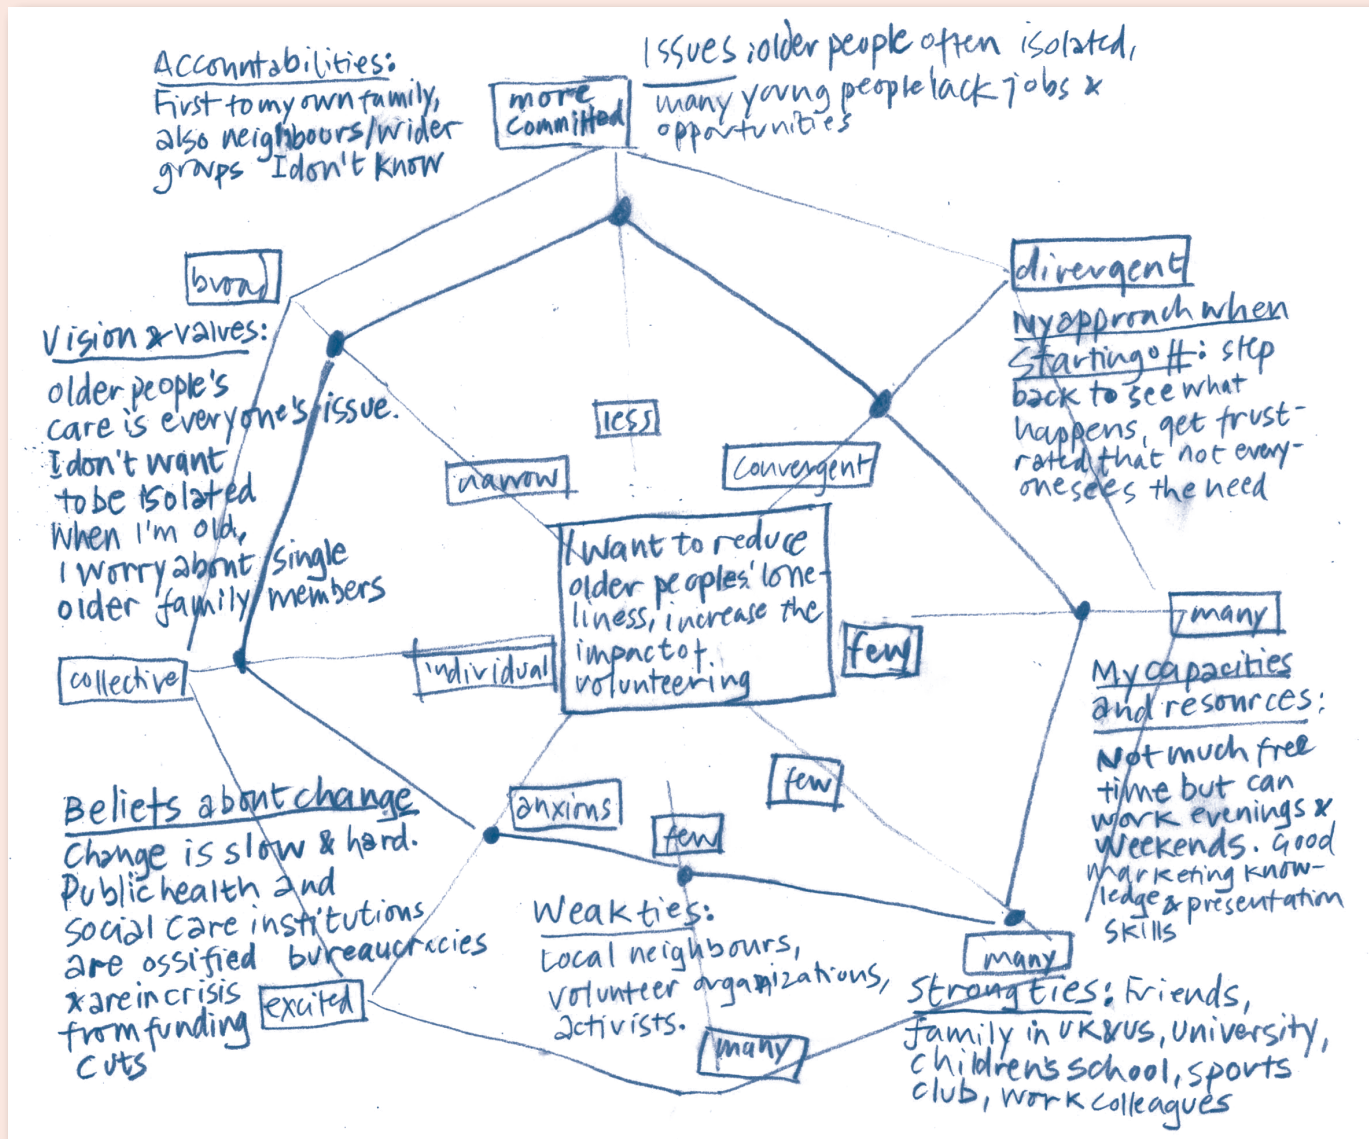 Accountabilities:
First to my own family,
also neighbours/wider
groups I don't know
more
committed
Issues: older people often isolated,
many young people lack jobs &
opportunities
broad
divergent
Vision & values:
older people's
care is everyone's issue.
I don't want
to be isolated
when I'm old,
I worry about single
older family members
My approach when
starting off: step
back to see what
happens, get frust-
rated that not every-
one sees the need
less
narrow
convergent
I want to reduce
older peoples' lone-
liness, increase the
impact of
volunteering
collective
individual
few
many
My capacities
and resources:
Not much free
time but can
work evenings &
weekends. Good
marketing know-
ledge & presentation
skills
few
anxious
few
Beliefs about change
Change is slow & hard.
Public health and
social care institutions
are ossified bureaucracies
& are in crisis
from funding
cuts
excited
Weak ties:
Local neighbours,
volunteer organizations,
activists.
many
many
Strong ties: Friends,
family in UK&US, university,
children's school, sports
club, work colleagues